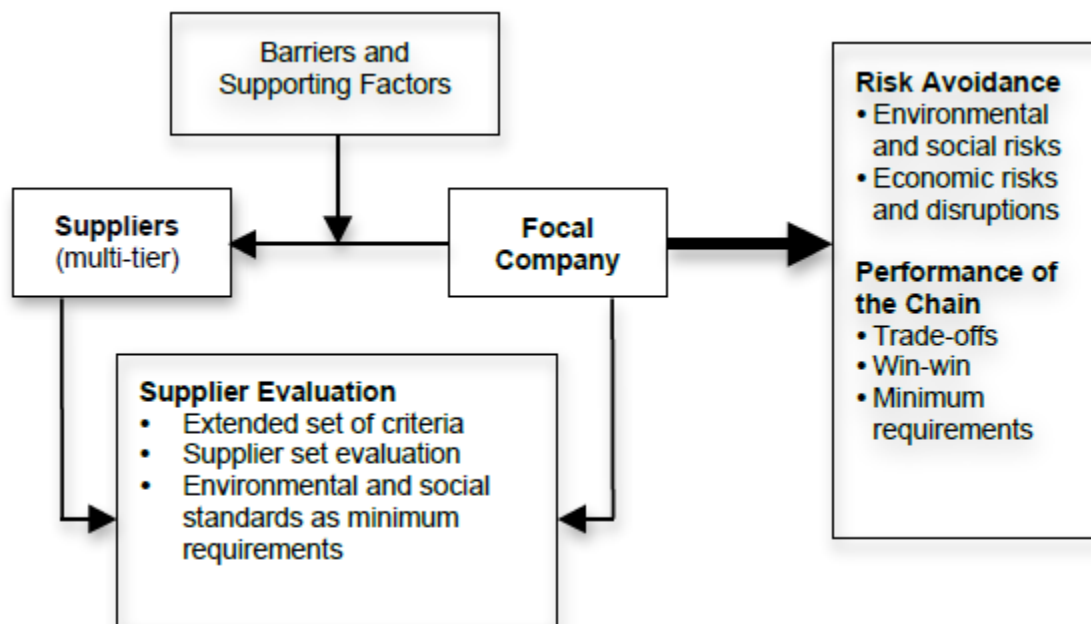 Barriers and
Supporting Factors
Suppliers
(multi-tier)
Focal
Company
Risk Avoidance
• Environmental
and social risks
• Economic risks
and disruptions
Performance of
the Chain
• Trade-offs
• Win-win
• Minimum
requirements
Supplier Evaluation
• Extended set of criteria
• Supplier set evaluation
• Environmental and social
standards as minimum
requirements